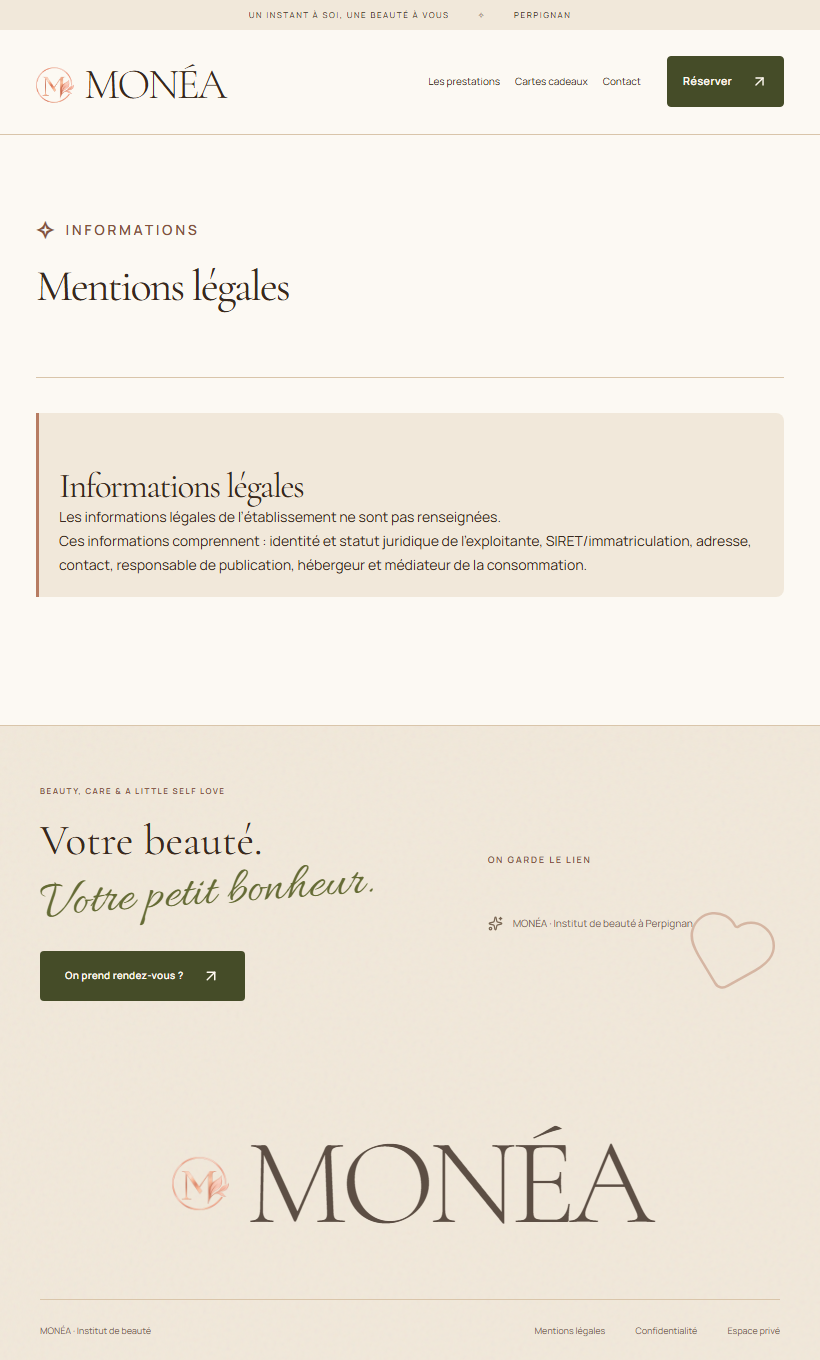 UN INSTANT À SOI, UNE BEAUTÉ À VOUS ✧ PERPIGNAN
MONÉA
Les prestations Cartes cadeaux Contact Réserver
INFORMATIONS
Mentions légales
Informations légales
Les informations légales de l'établissement ne sont pas renseignées.
Ces informations comprennent : identité et statut juridique de l'exploitante, SIRET/immatriculation, adresse,
contact, responsable de publication, hébergeur et médiateur de la consommation.
BEAUTY, CARE & A LITTLE SELF LOVE
Votre beauté.
Votre petit bonheur.
On prend rendez-vous ?
ON GARDE LE LIEN
MONÉA · Institut de beauté à Perpignan
M MONÉA
MONÉA · Institut de beauté
Mentions légales Confidentialité Espace privé